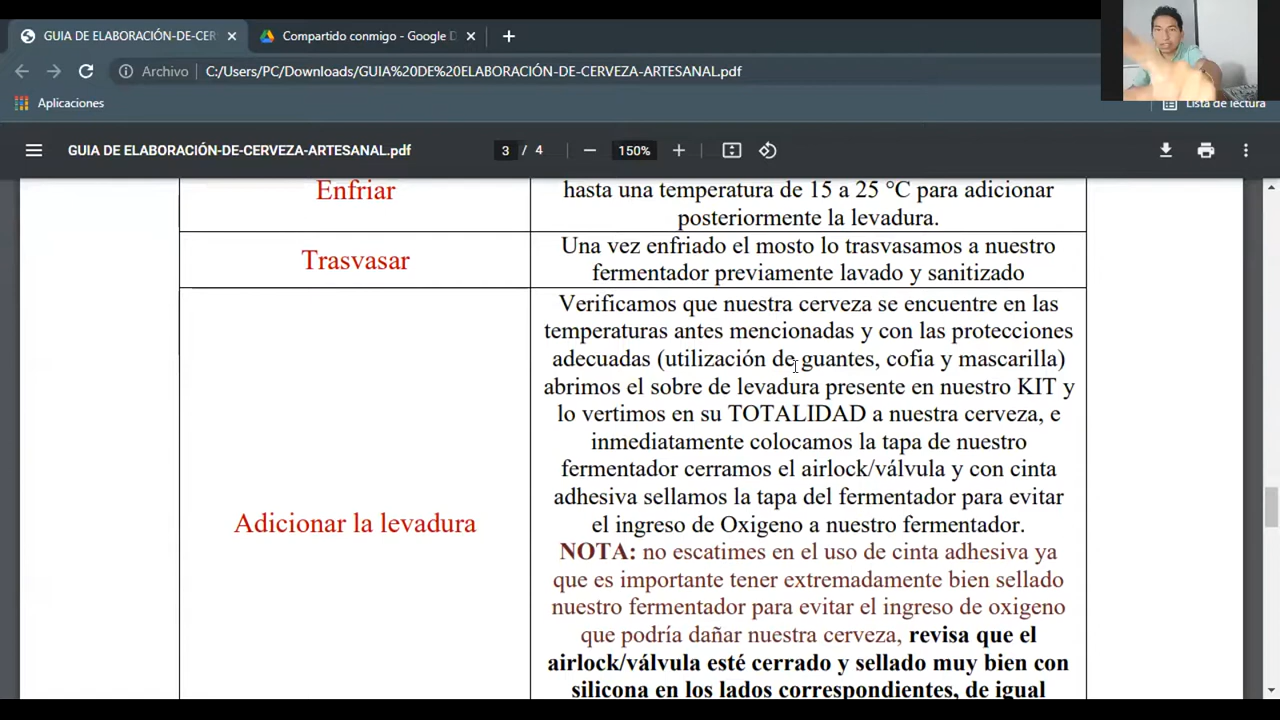 GUIA DE ELABORACIÓN-DE-CER
Compartido conmigo - Google D
Archivo
C:/Users/PC/Downloads/GUIA%20DE%20ELABORACIÓN-DE-CERVEZA-ARTESANAL.pdf
Aplicaciones
Lista de lectura
GUIA DE ELABORACIÓN-DE-CERVEZA-ARTESANAL.pdf
3 / 4
150%
Enfriar
hasta una temperatura de 15 a 25 °C para adicionar
posteriormente la levadura.
Trasvasar
Una vez enfriado el mosto lo trasvasamos a nuestro
fermentador previamente lavado y sanitizado
Adicionar la levadura
Verificamos que nuestra cerveza se encuentre en las
temperaturas antes mencionadas y con las protecciones
adecuadas (utilización de guantes, cofia y mascarilla)
abrimos el sobre de levadura presente en nuestro KIT y
lo vertimos en su TOTALIDAD a nuestra cerveza, e
inmediatamente colocamos la tapa de nuestro
fermentador cerramos el airlock/válvula y con cinta
adhesiva sellamos la tapa del fermentador para evitar
el ingreso de Oxigeno a nuestro fermentador.
NOTA: no escatimes en el uso de cinta adhesiva ya
que es importante tener extremadamente bien sellado
nuestro fermentador para evitar el ingreso de oxigeno
que podría dañar nuestra cerveza, revisa que el
airlock/válvula esté cerrado y sellado muy bien con
silicona en los lados correspondientes, de igual